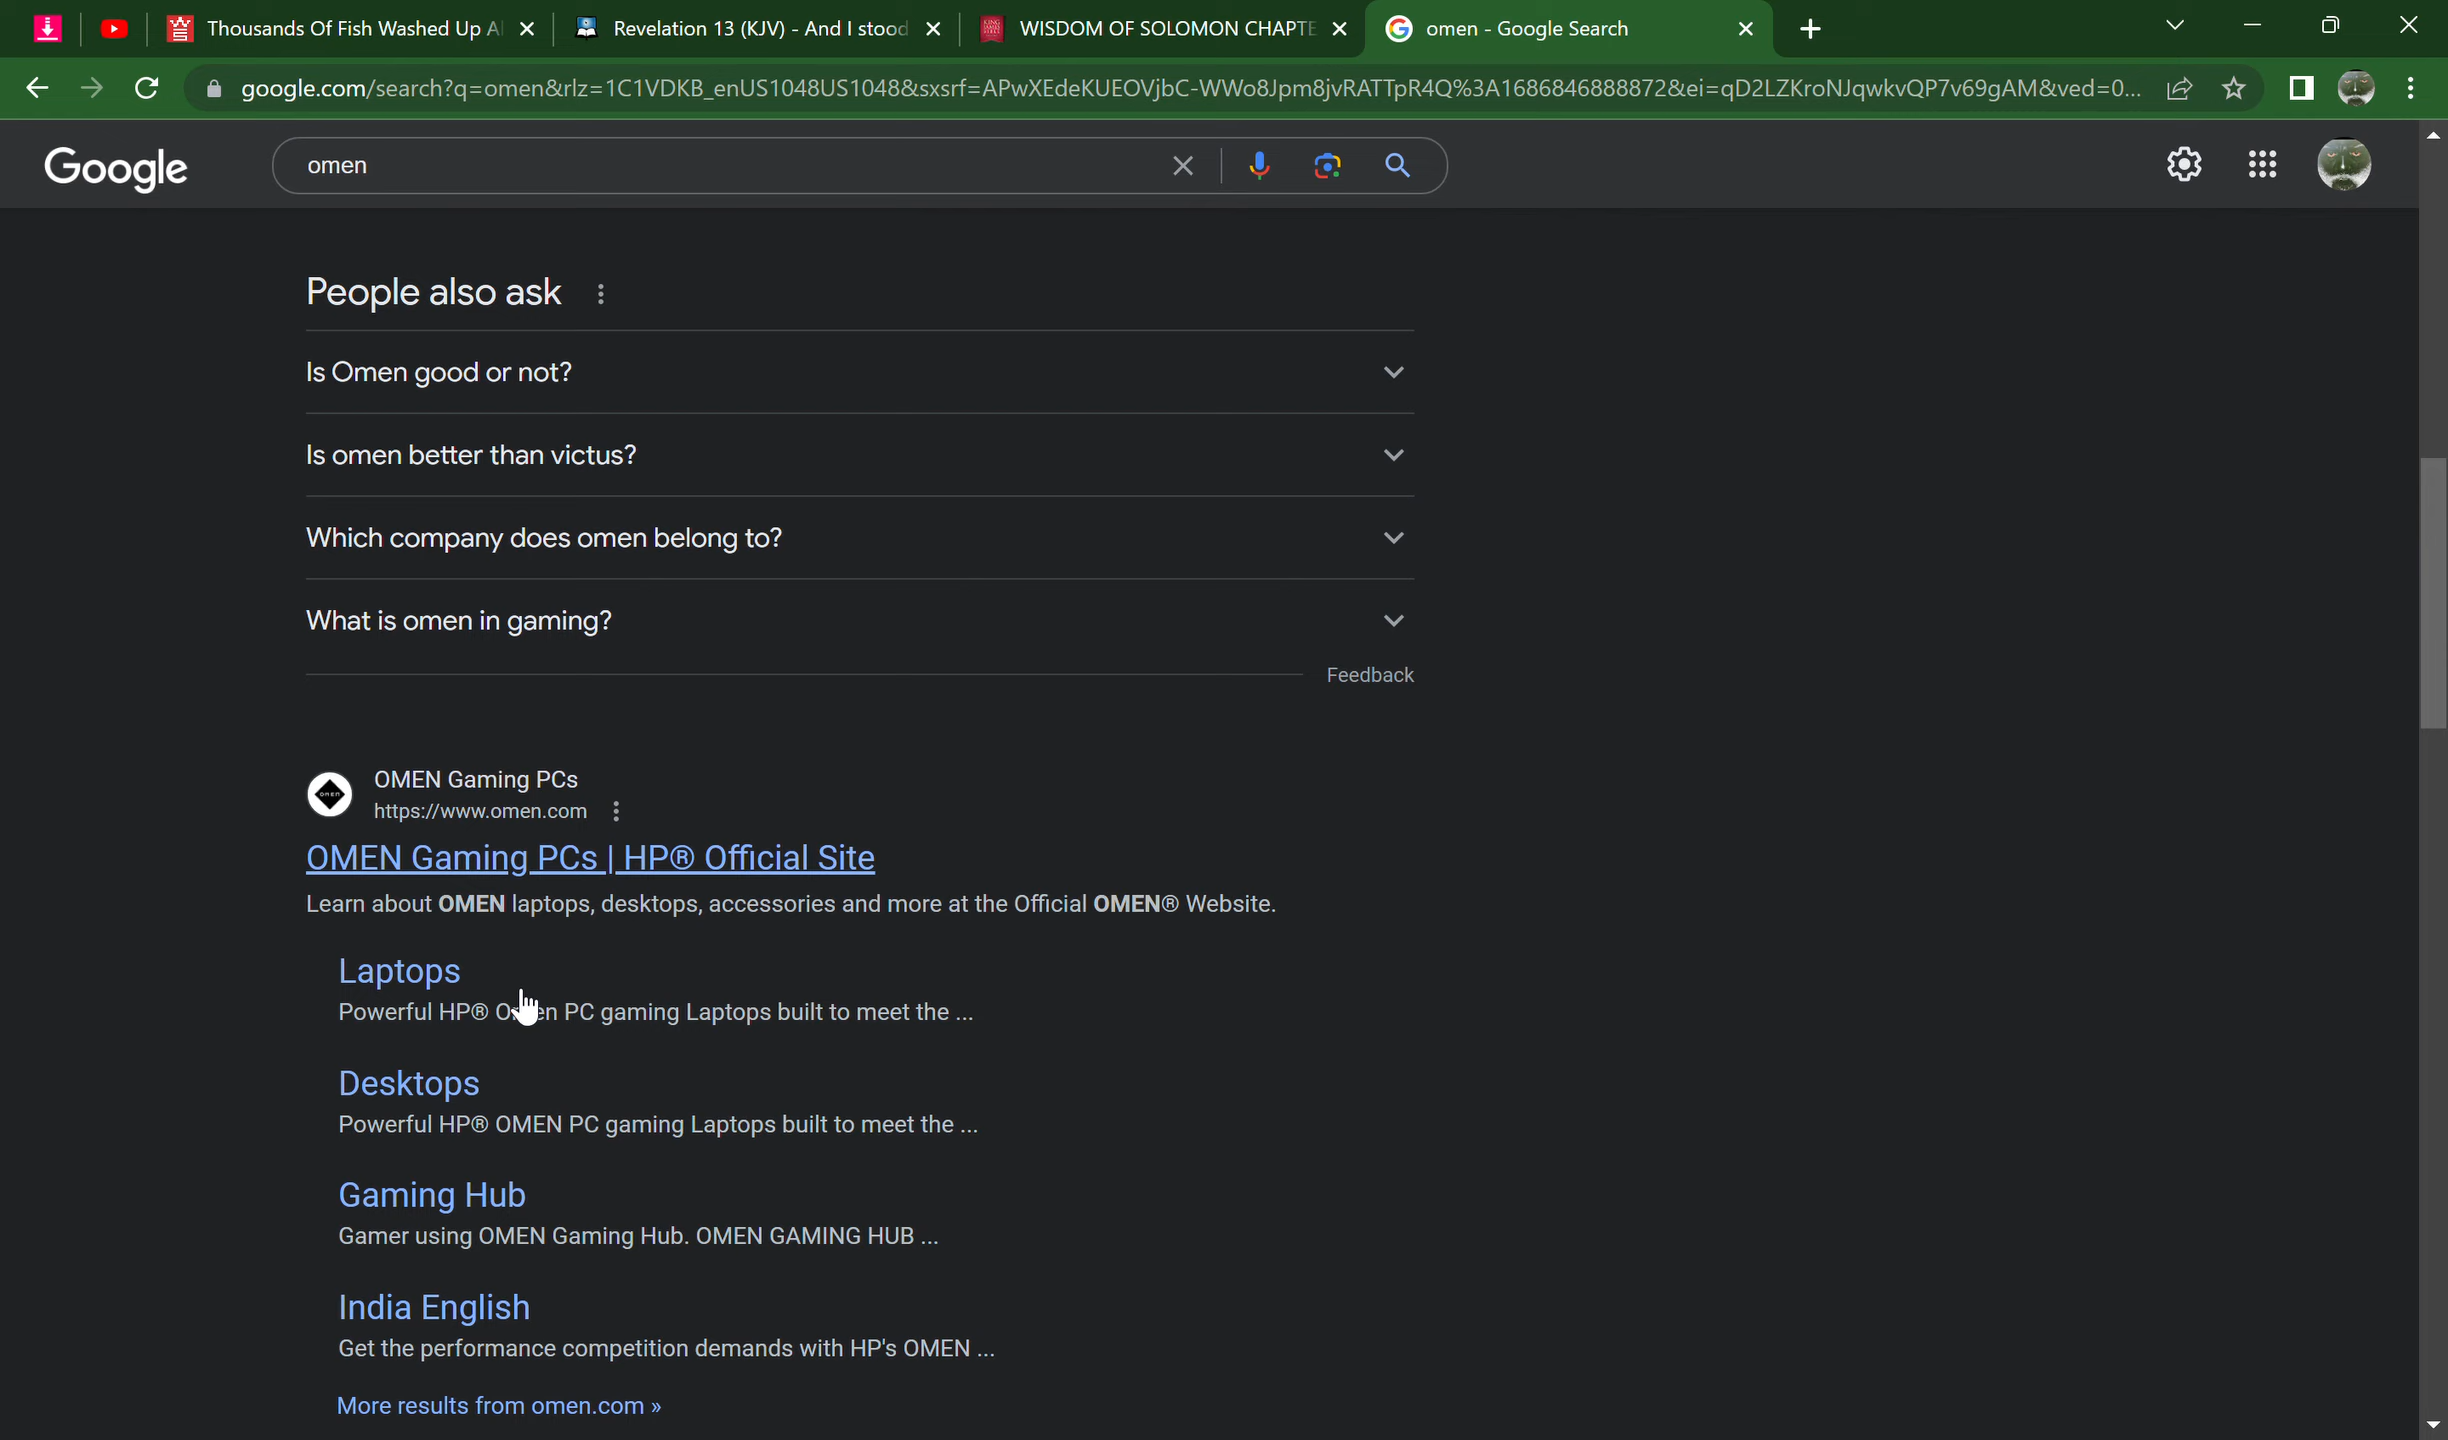 Thousands Of Fish Washed Up Al
Revelation 13 (KJV) - And I stood
WISDOM OF SOLOMON CHAPTE
omen - Google Search
google.com/search?q=omen&rlz=1C1VDKB_enUS1048US1048&sxsrf=APwXEdeKUEOVjbC-WWo8Jpm8jvRATTpR4Q%3A1686846888872&ei=qD2LZKroNJqwkvQP7v69gAM&ved=0...
Google
omen
People also ask
Is Omen good or not?
Is omen better than victus?
Which company does omen belong to?
What is omen in gaming?
Feedback
OMEN
OMEN Gaming PCs
https://www.omen.com
OMEN Gaming PCs | HP® Official Site
Learn about OMEN laptops, desktops, accessories and more at the Official OMEN® Website.
Laptops
Powerful HP® Omen PC gaming Laptops built to meet the ...
Desktops
Powerful HP® OMEN PC gaming Laptops built to meet the ...
Gaming Hub
Gamer using OMEN Gaming Hub. OMEN GAMING HUB ...
India English
Get the performance competition demands with HP's OMEN ...
More results from omen.com »